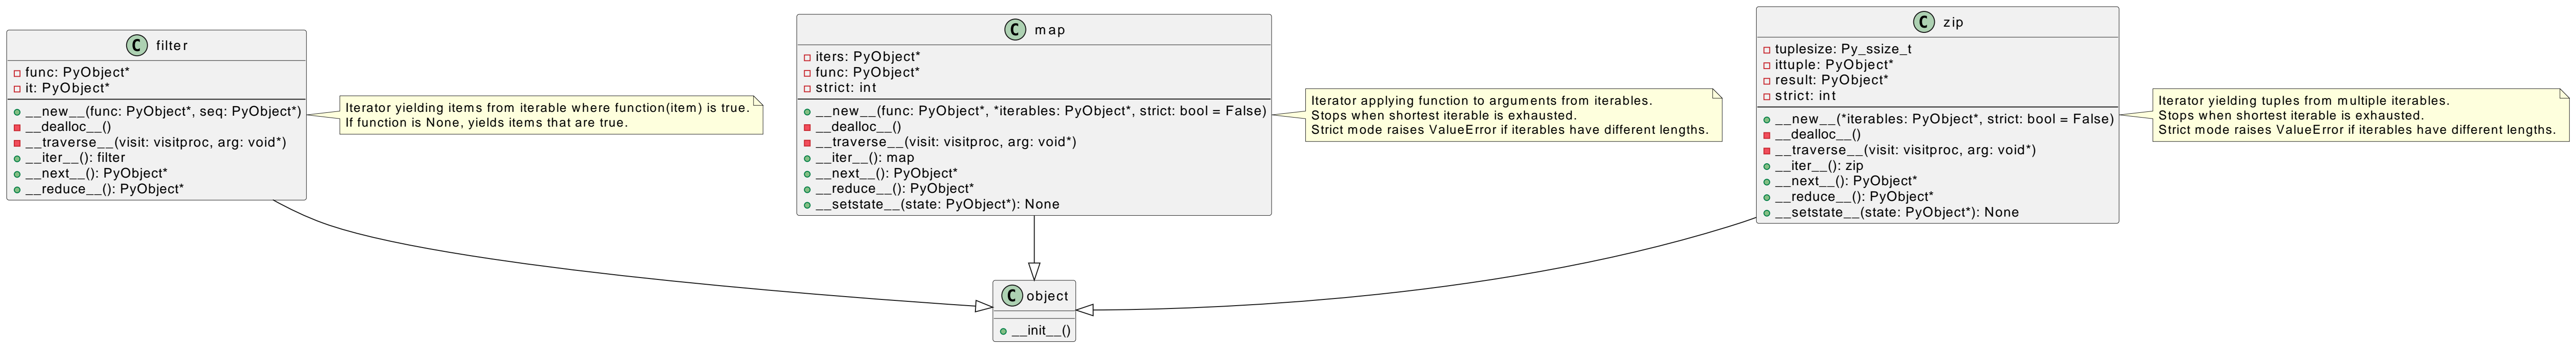 C filter
func: PyObject*
it: PyObject*
__new__(func: PyObject*, seq: PyObject*)
__dealloc__()
__traverse__(visit: visitproc, arg: void*)
__iter__(): filter
__next__(): PyObject*
__reduce__(): PyObject*
Iterator yielding items from iterable where function(item) is true.
If function is None, yields items that are true.
C map
iters: PyObject*
func: PyObject*
strict: int
__new__(func: PyObject*, *iterables: PyObject*, strict: bool = False)
__dealloc__()
__traverse__(visit: visitproc, arg: void*)
__iter__(): map
__next__(): PyObject*
__reduce__(): PyObject*
__setstate__(state: PyObject*): None
Iterator applying function to arguments from iterables.
Stops when shortest iterable is exhausted.
Strict mode raises ValueError if iterables have different lengths.
C zip
tuplesize: Py_ssize_t
ittuple: PyObject*
result: PyObject*
strict: int
__new__(*iterables: PyObject*, strict: bool = False)
__dealloc__()
__traverse__(visit: visitproc, arg: void*)
__iter__(): zip
__next__(): PyObject*
__reduce__(): PyObject*
__setstate__(state: PyObject*): None
Iterator yielding tuples from multiple iterables.
Stops when shortest iterable is exhausted.
Strict mode raises ValueError if iterables have different lengths.
C object
__init__()